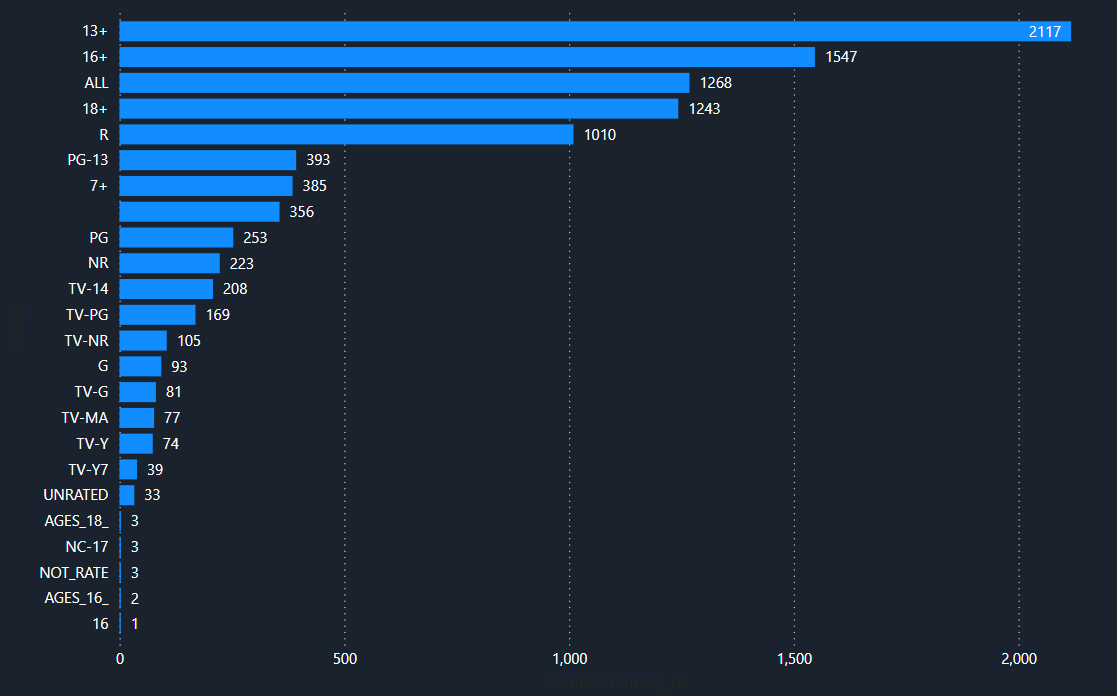 13+ 2117
16+ 1547
ALL 1268
18+ 1243
R 1010
PG-13 393
7+ 385
356
PG 253
NR 223
TV-14 208
TV-PG 169
TV-NR 105
G 93
TV-G 81
TV-MA 77
TV-Y 74
TV-Y7 39
UNRATED 33
AGES_18_ 3
NC-17 3
NOT_RATE 3
AGES_16_ 2
16 1
0 500 1,000 1,500 2,000
Count of show_id